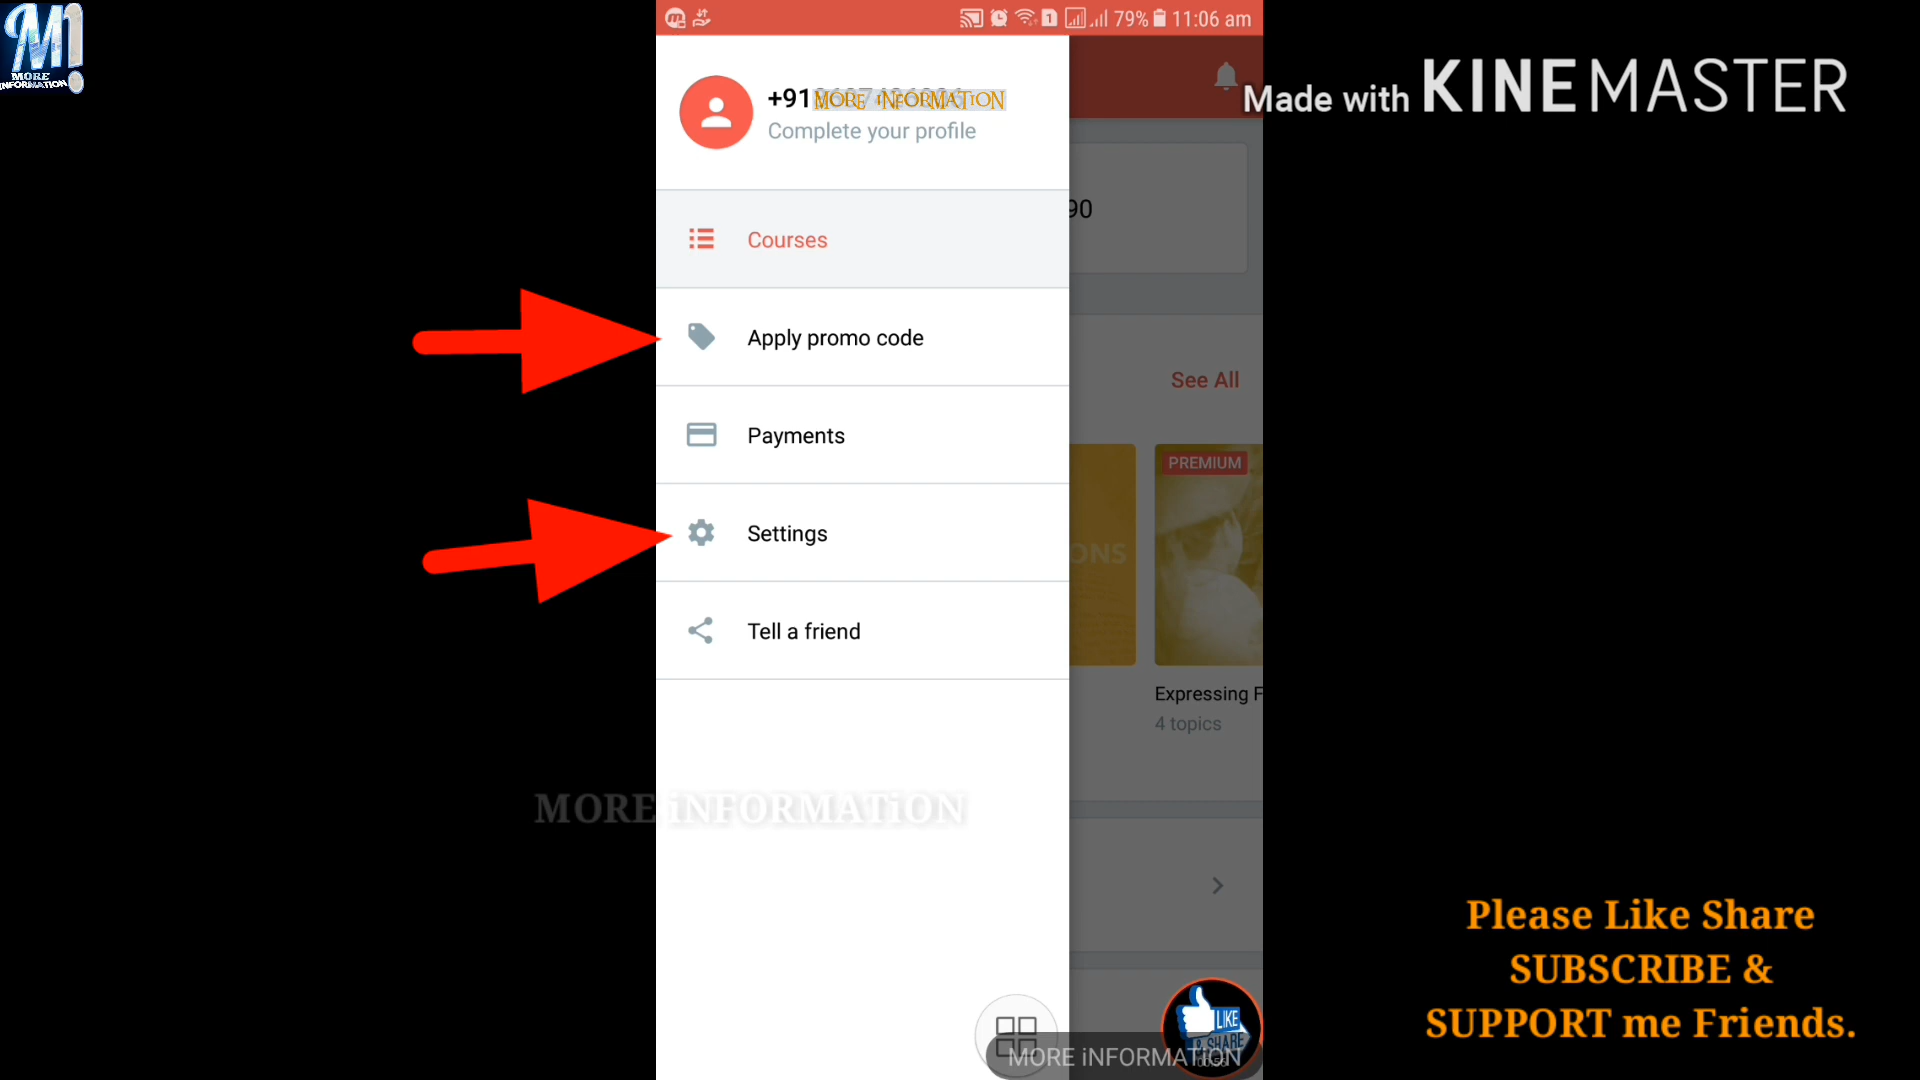 M!
MORE
INFORMATION
1 79% 11:06 am
+91
MORE iNFORMATiON
Complete your profile
Made with KINEMASTER
90
Courses
Apply promo code
See All
Payments
PREMIUM
Settings
ONS
Tell a friend
Expressing F
4 topics
MORE iNFORMATiON
Please Like Share
SUBSCRIBE &
SUPPORT me Friends.
LIKE
& SHARE
MORE iNFORMATiON